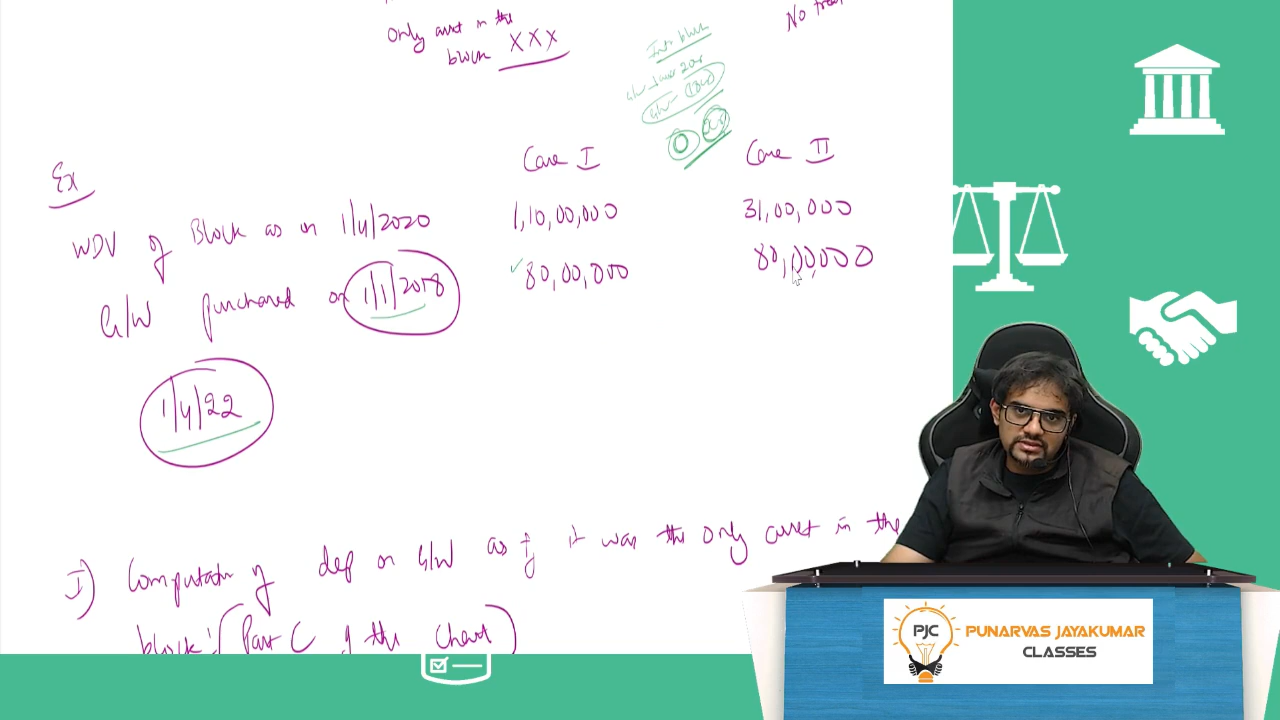 Only asset in the
block XXX
No trea
Int. block
G/W
Case I
Case II
Ex
WDV of Block as on 1/4/2020 1,10,00,000 31,00,000
G/W purchased on 1/1/2018 80,00,000 80,00,000
1/4/22
I) Computation of dep on G/W as if it was the only asset in the
block: (Part C of the chart)
PJC
PUNARVAS JAYAKUMAR
CLASSES